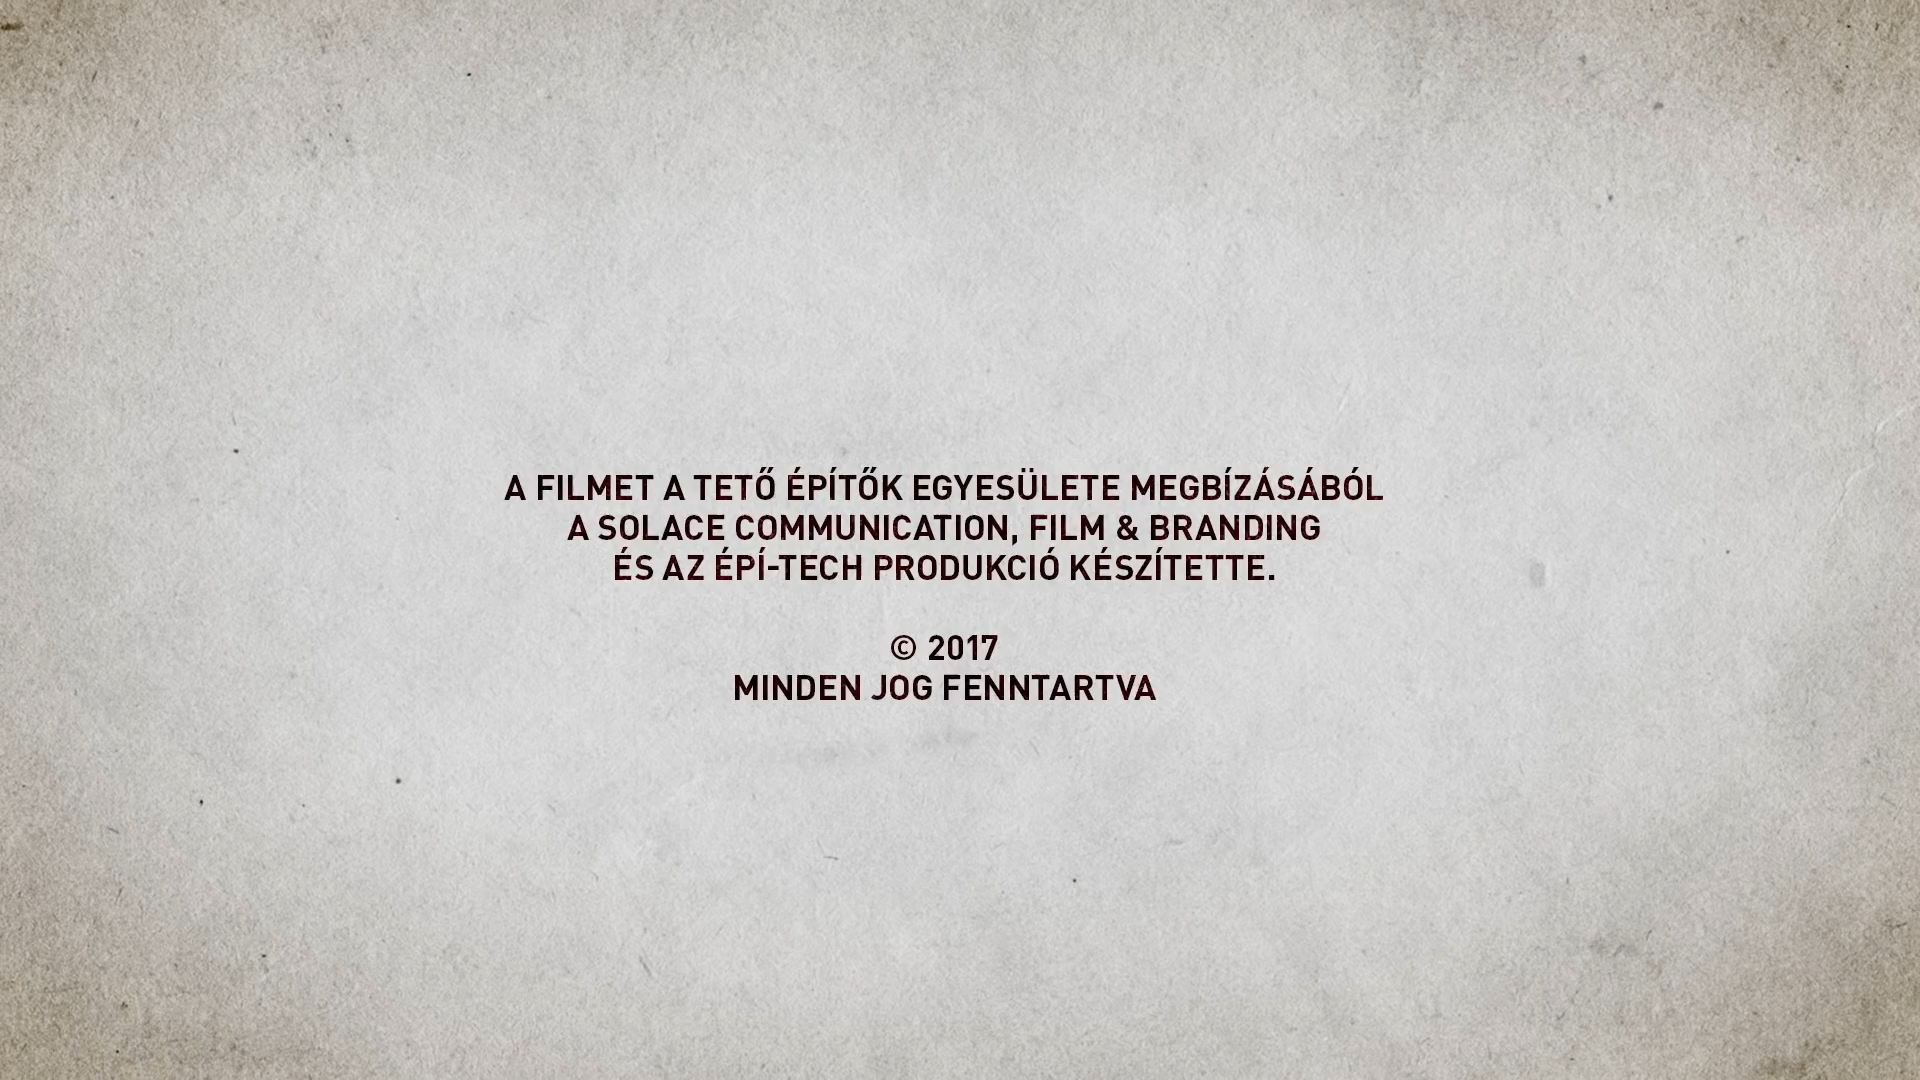 A FILMET A TETŐ ÉPÍTŐK EGYESÜLETE MEGBÍZÁSÁBÓL
A SOLACE COMMUNICATION, FILM & BRANDING
ÉS AZ ÉPÍ-TECH PRODUKCIÓ KÉSZÍTETTE.
© 2017
MINDEN JOG FENNTARTVA